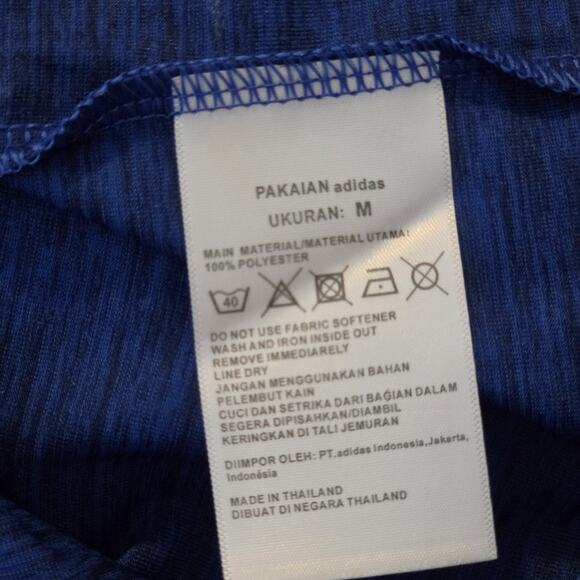 PAKAIAN adidas
UKURAN: M
MAIN MATERIAL/MATERIAL UTAMA:
100% POLYESTER
40
DO NOT USE FABRIC SOFTENER
WASH AND IRON INSIDE OUT
REMOVE IMMEDIARELY
LINE DRY
JANGAN MENGGUNAKAN BAHAN
PELEMBUT KAIN
CUCI DAN SETRIKA DARI BAGIAN DALAM
SEGERA DIPISAHKAN/DIAMBIL
KERINGKAN DI TALI JEMURAN
DIIMPOR OLEH: PT.adidas Indonesia,Jakarta,
Indonésia
MADE IN THAILAND
DIBUAT DI NEGARA THAILAND